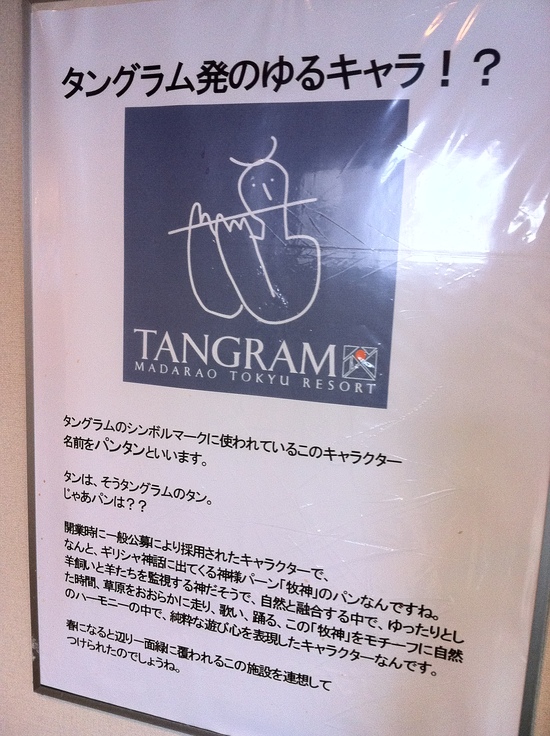 タングラム発のゆるキャラ！？
TANGRAM
MADARAO TOKYU RESORT
タングラムのシンボルマークに使われているこのキャラクター
名前をパンタンといいます。
タンは、そうタングラムのタン。
じゃあパンは？？
開業時に一般公募により採用されたキャラクターで、
なんと、ギリシャ神話に出てくる神様パーン「牧神」のパンなんですね。
羊飼いと羊たちを監視する神だそうで、自然と融合する中で、ゆったりとし
た時間、草原をおおらかに走り、歌い、踊る、この「牧神」をモチーフに自然
のハーモニーの中で、純粋な遊び心を表現したキャラクターなんです。
春になると辺り一面緑に覆われるこの施設を連想して
つけられたのでしょうね。